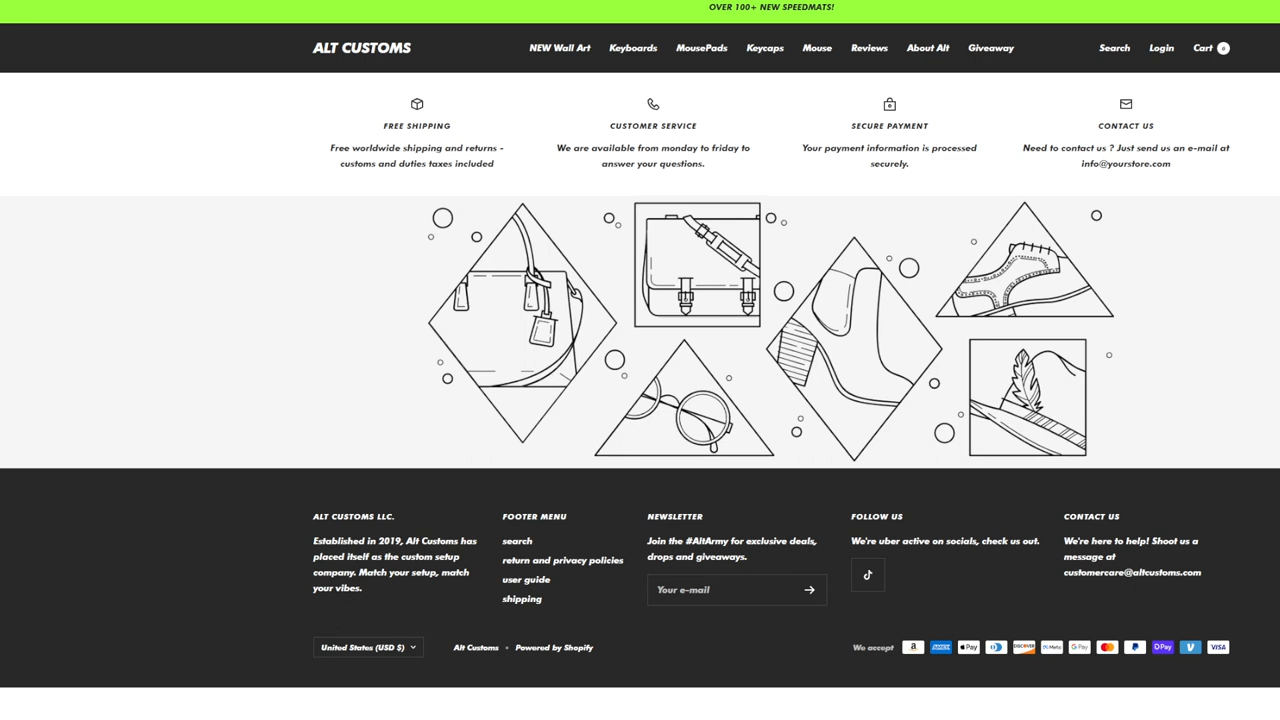 OVER 100+ NEW SPEEDMATS!
ALT CUSTOMS
NEW Wall Art Keyboards MousePads Keycaps Mouse Reviews About Alt Giveaway
Search Login Cart 0
FREE SHIPPING
Free worldwide shipping and returns -
customs and duties taxes included
CUSTOMER SERVICE
We are available from monday to friday to
answer your questions.
SECURE PAYMENT
Your payment information is processed
securely.
CONTACT US
Need to contact us ? Just send us an e-mail at
info@yourstore.com
ALT CUSTOMS LLC.
Established in 2019, Alt Customs has
placed itself as the custom setup
company. Match your setup, match
your vibes.
FOOTER MENU
search
return and privacy policies
user guide
shipping
NEWSLETTER
Join the #AltArmy for exclusive deals,
drops and giveaways.
Your e-mail
FOLLOW US
We're uber active on socials, check us out.
CONTACT US
We're here to help! Shoot us a
message at
customercare@altcustoms.com
United States (USD $)
Alt Customs • Powered by Shopify
We accept
AMEX Pay DISCOVER Meta G Pay OPay VISA